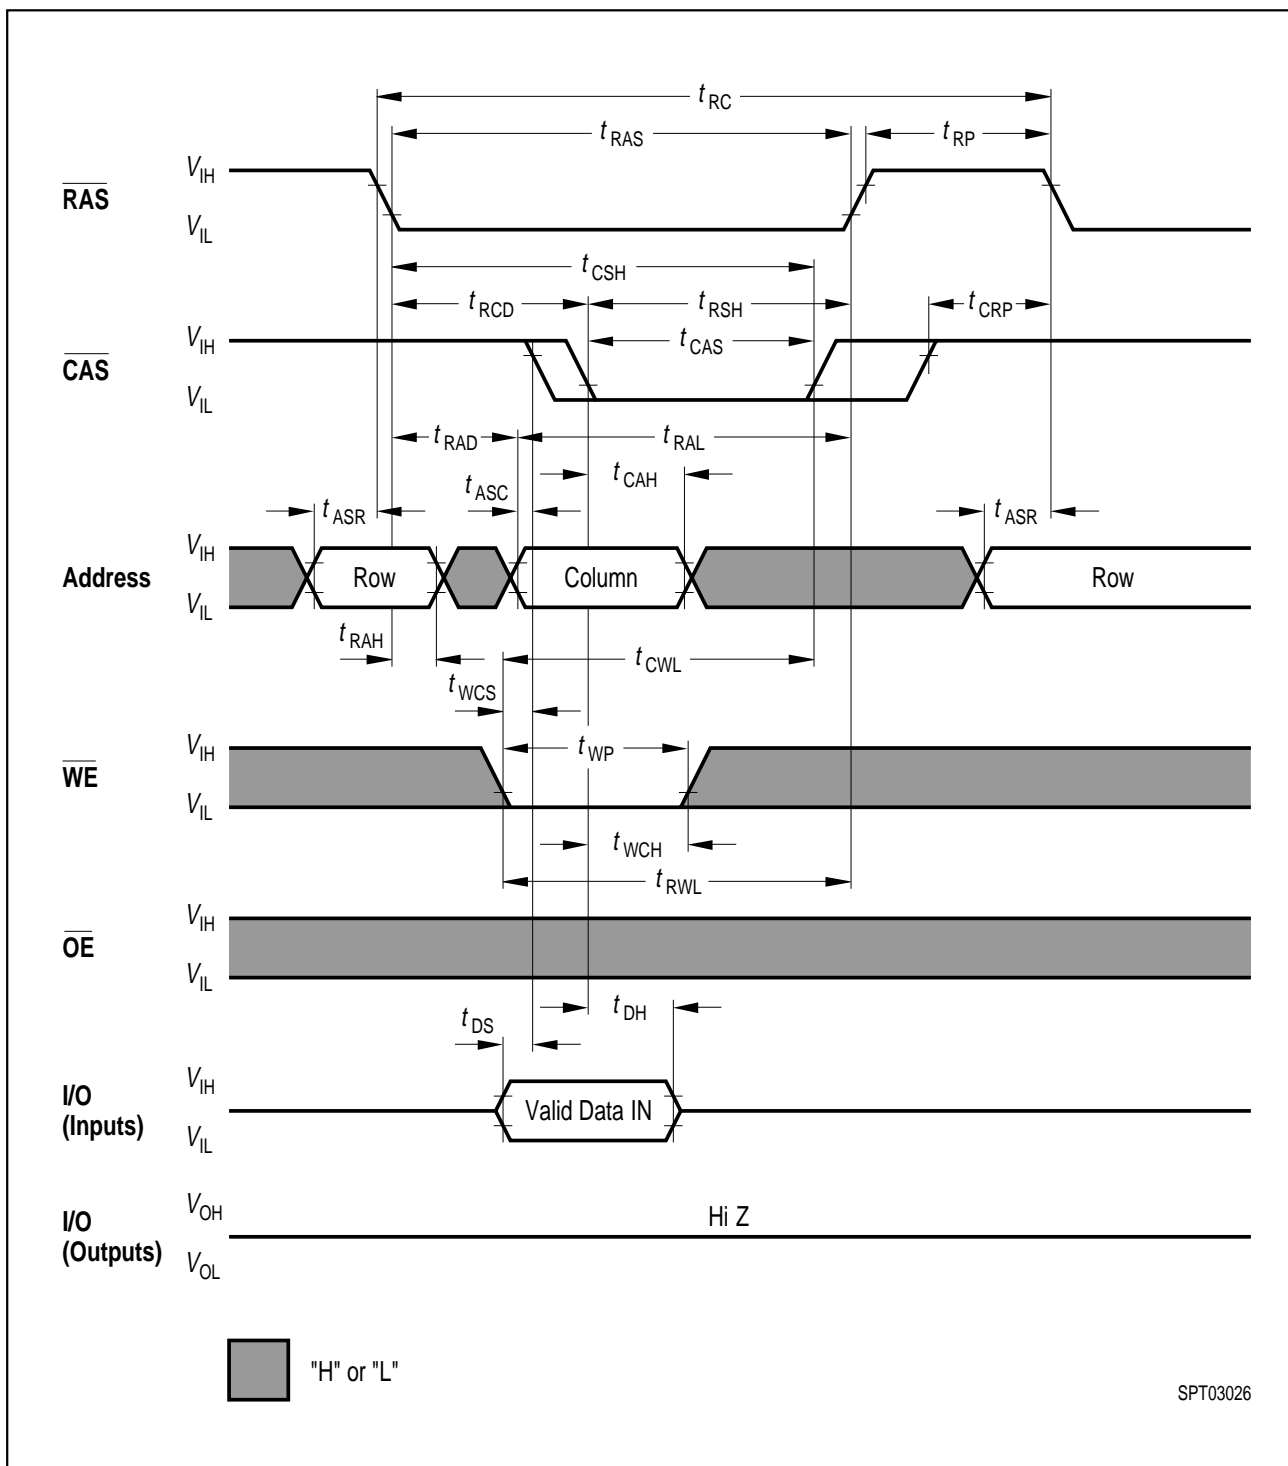 tRC
tRAS
tRP
RAS
VIH
VIL
tCSH
tRCD
tRSH
tCRP
CAS
VIH
tCAS
VIL
tRAD
tRAL
tASC
tCAH
tASR
tASR
Address
VIH
VIL
Row
Column
Row
tRAH
tCWL
tWCS
WE
VIH
VIL
tWP
tWCH
tRWL
OE
VIH
VIL
tDH
tDS
I/O
(Inputs)
VIH
VIL
Valid Data IN
I/O
(Outputs)
VOH
VOL
Hi Z
"H" or "L"
SPT03026